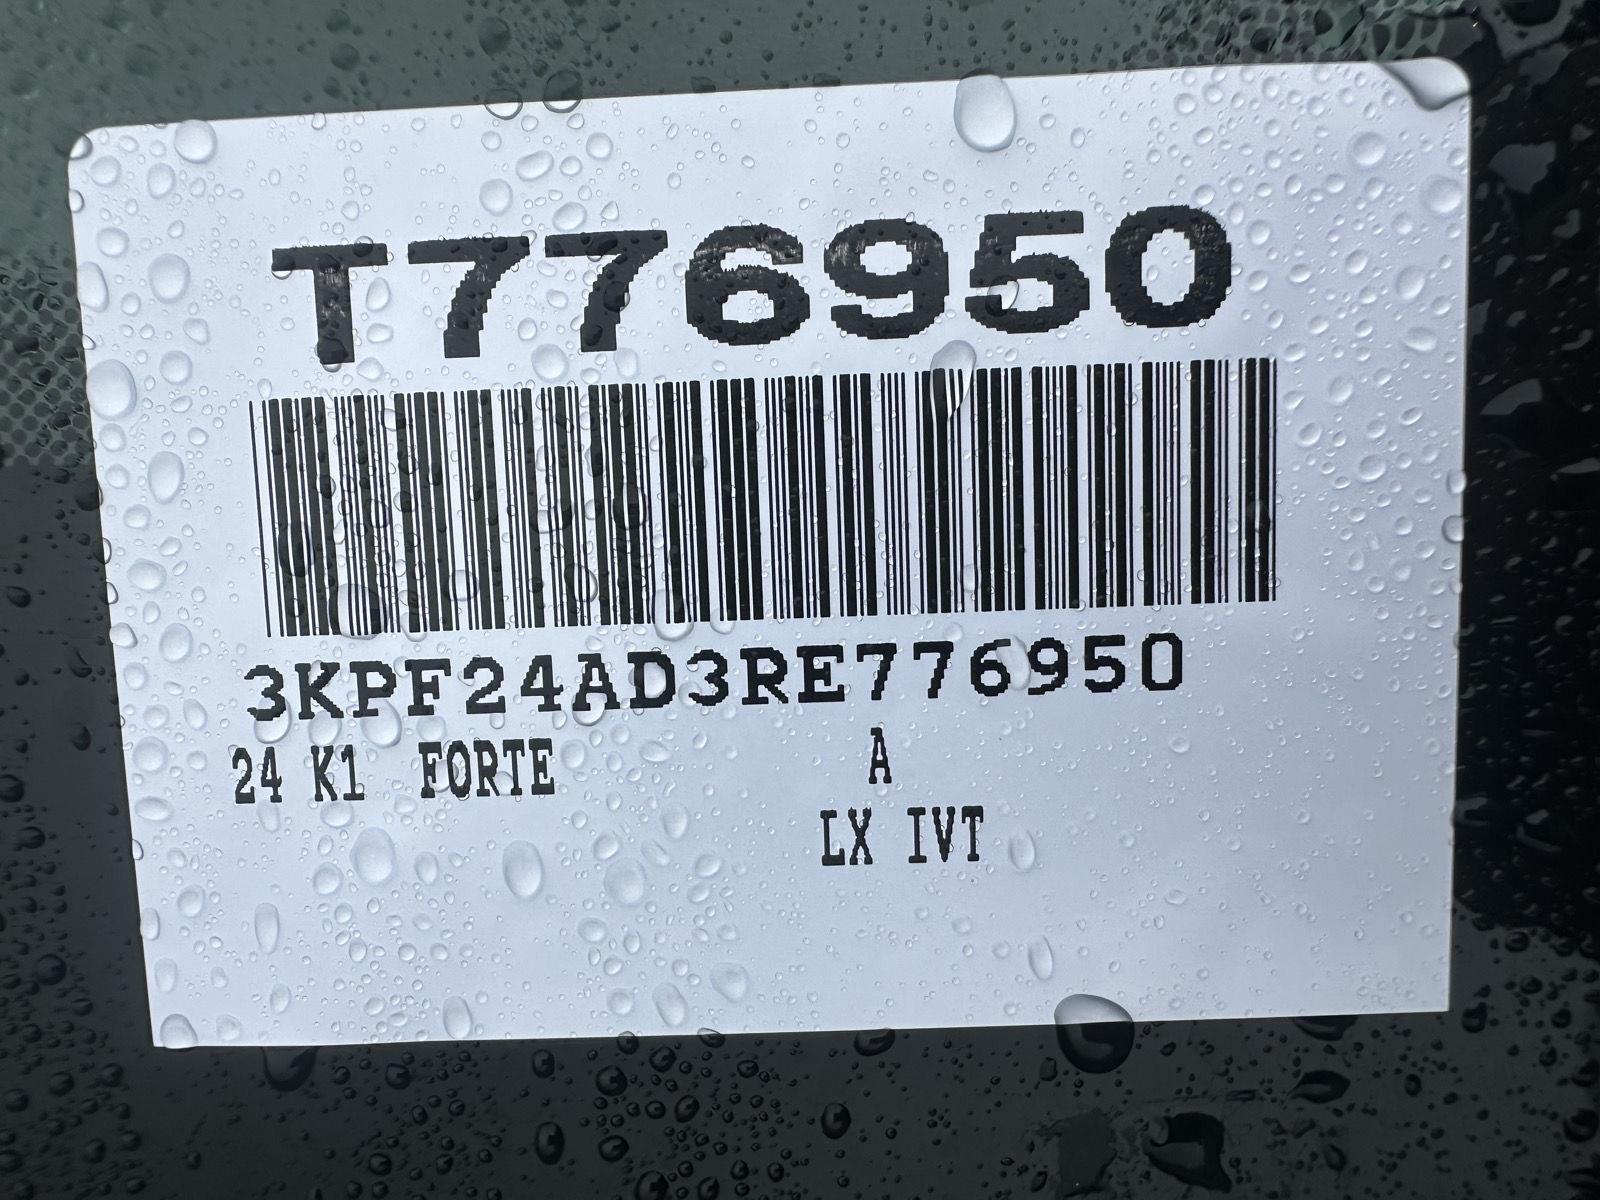 T776950
3KPF24AD3RE776950
24 K1 FORTE A
LX IVT